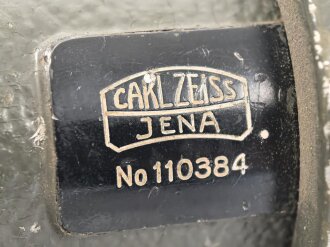 CARL ZEISS
JENA
No 110384